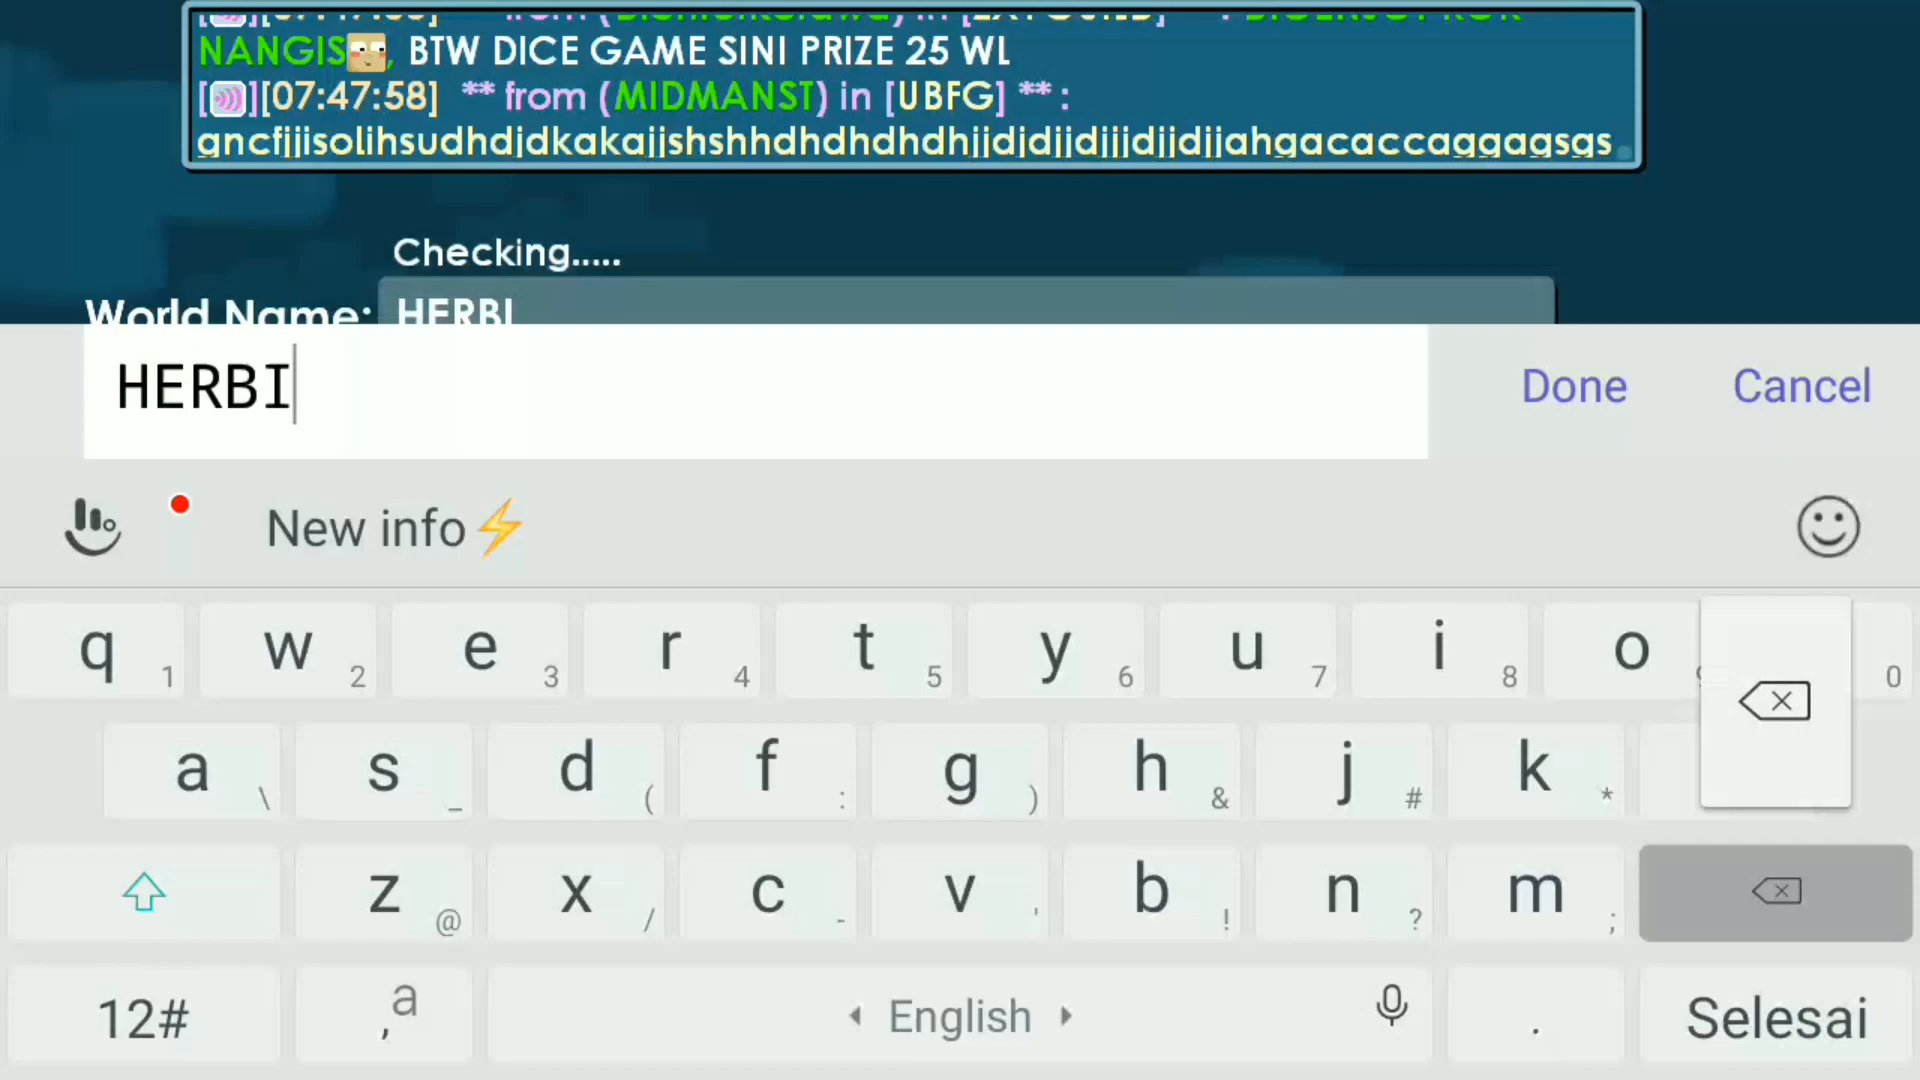 NANGIS, BTW DICE GAME SINI PRIZE 25 WL
[][07:47:58] ** from (MIDMANST) in [UBFG] ** :
gncfjjisolihsudhdjdkakajjshshhdhdhdhdhjjdjdjjdjjjdjjdjjahgacaccaggagsgs
Checking.....
World Name: HERBI
HERBI
Done Cancel
New info⚡
q 1 w 2 e 3 r 4 t 5 y 6 u 7 i 8 o 0
a \ s _ d ( f : g ) h & j # k *
z @ x / c - v ' b ! n ? m ;
12# , a English . Selesai